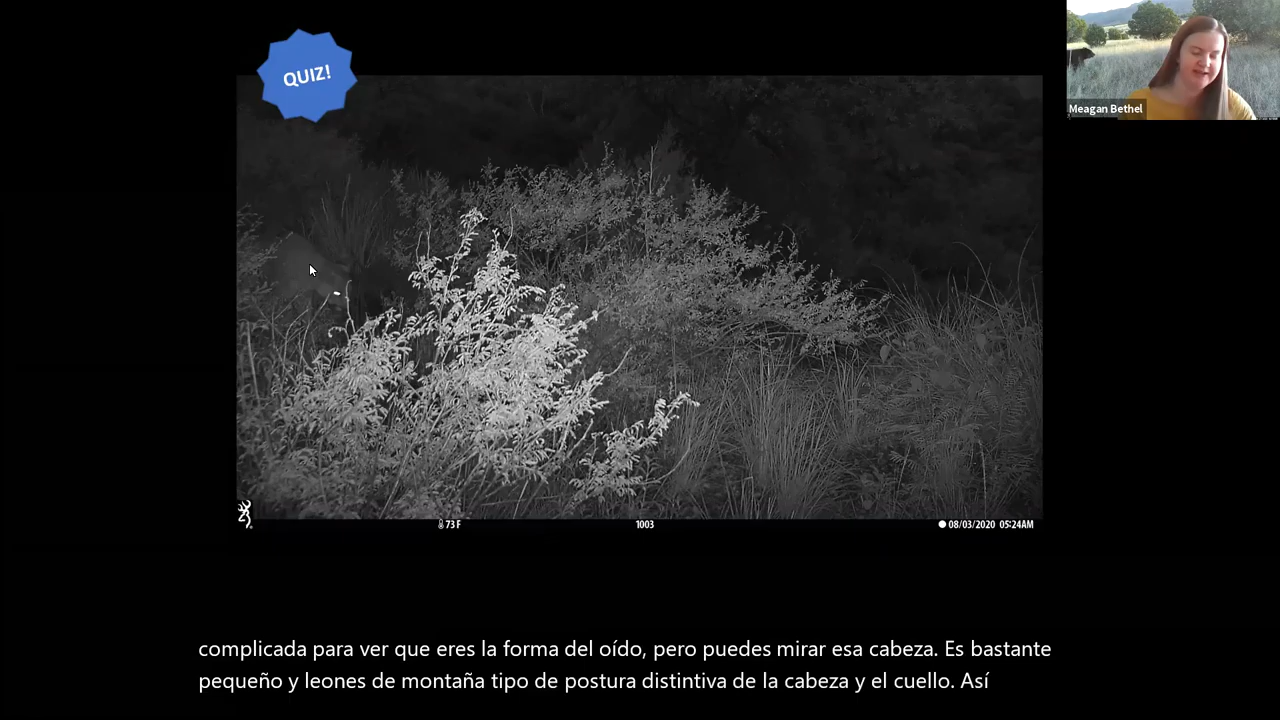 QUIZ!
Meagan Bethel
73 F
1003
08/03/2020 05:24AM
complicada para ver que eres la forma del oído, pero puedes mirar esa cabeza. Es bastante
pequeño y leones de montaña tipo de postura distintiva de la cabeza y el cuello. Así